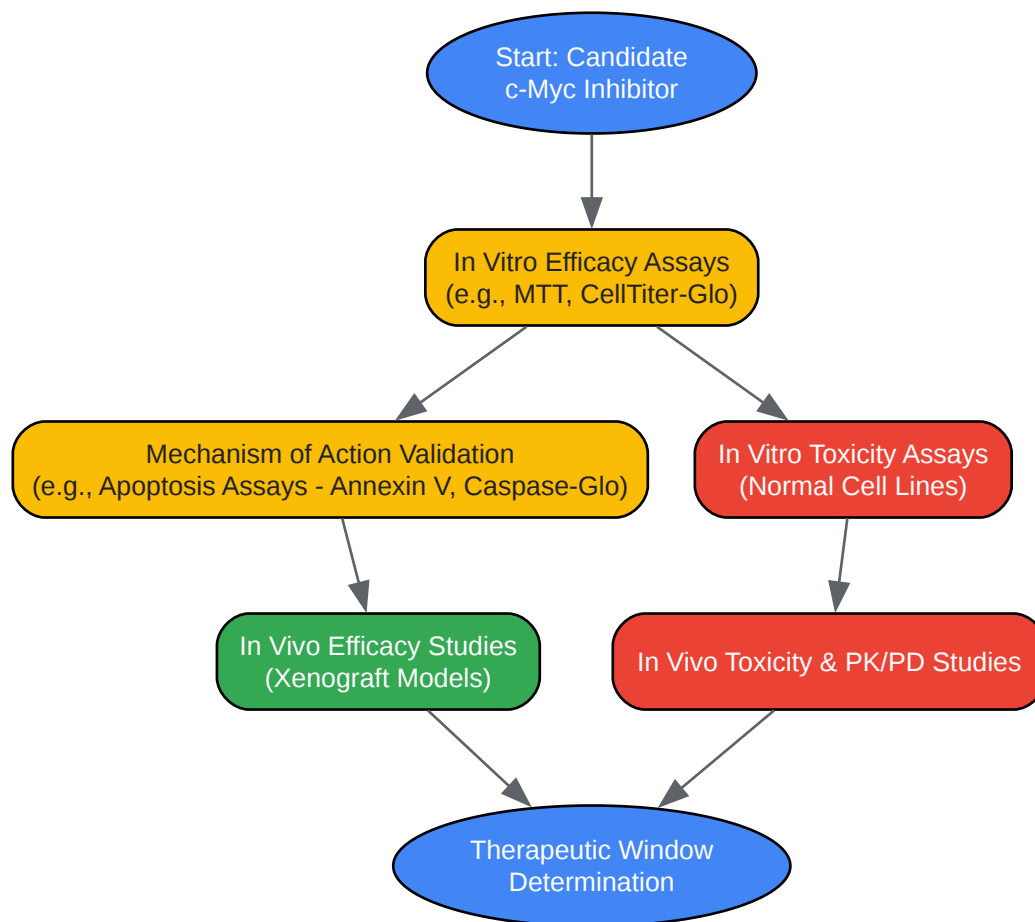 Start: Candidate
c-Myc Inhibitor
In Vitro Efficacy Assays
(e.g., MTT, CellTiter-Glo)
Mechanism of Action Validation
(e.g., Apoptosis Assays - Annexin V, Caspase-Glo)
In Vitro Toxicity Assays
(Normal Cell Lines)
In Vivo Efficacy Studies
(Xenograft Models)
In Vivo Toxicity & PK/PD Studies
Therapeutic Window
Determination